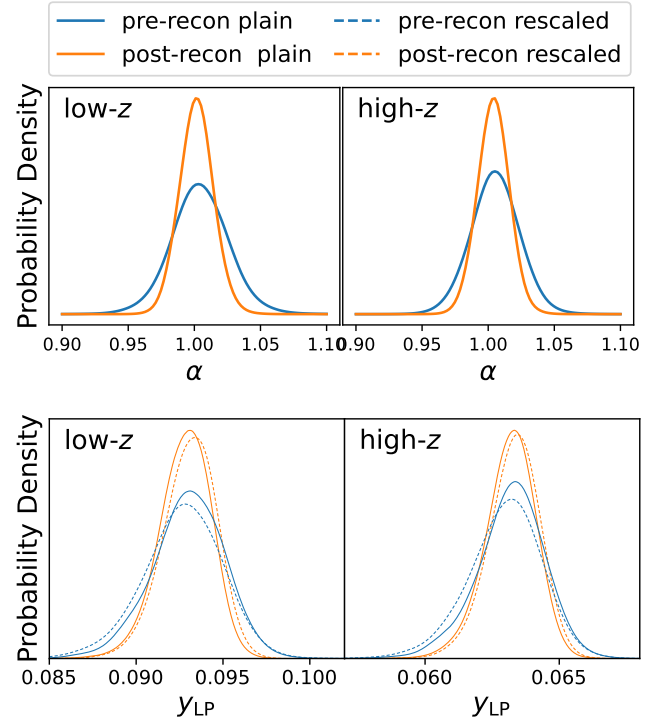 pre-recon plain
pre-recon rescaled
post-recon  plain
post-recon rescaled
Probability Density
low-z
high-z
0.90 0.95 1.00 1.05 1.10
0.90 0.95 1.00 1.05 1.10
α
α
Probability Density
low-z
high-z
0.085 0.090 0.095 0.100
0.060 0.065
y_LP
y_LP